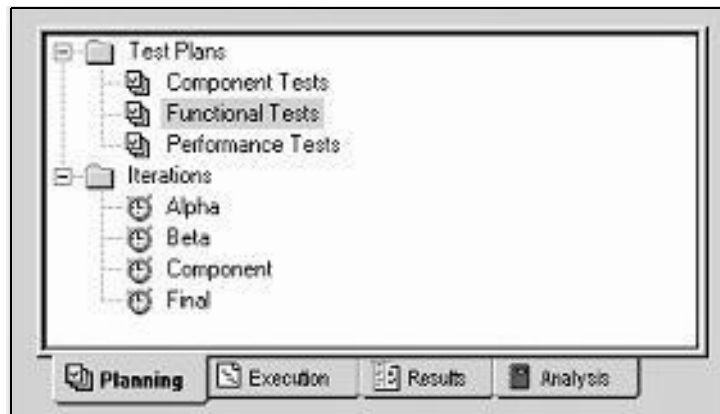 Test Plans
Component Tests
Functional Tests
Performance Tests
Iterations
Alpha
Beta
Component
Final
Planning Execution Results Analysis